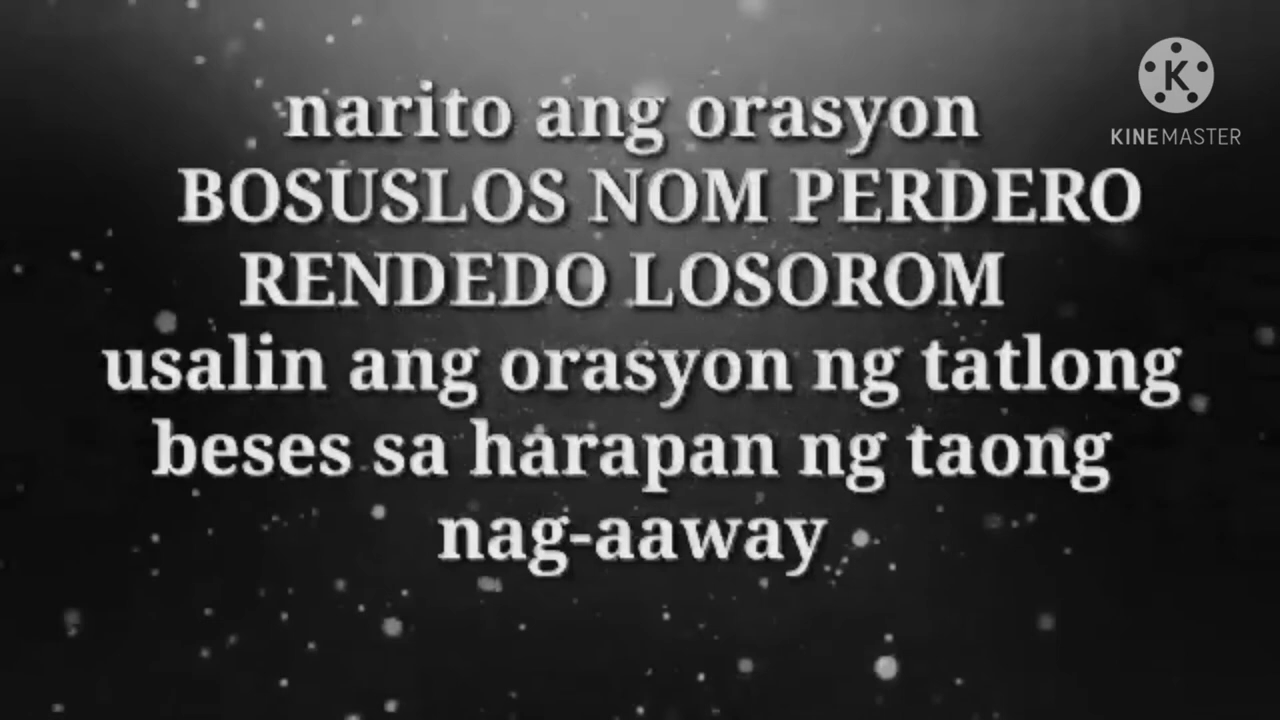 narito ang orasyon
BOSUSLOS NOM PERDERO
RENDEDO LOSOROM
usalin ang orasyon ng tatlong
beses sa harapan ng taong
nag-aaway
K
KINEMASTER